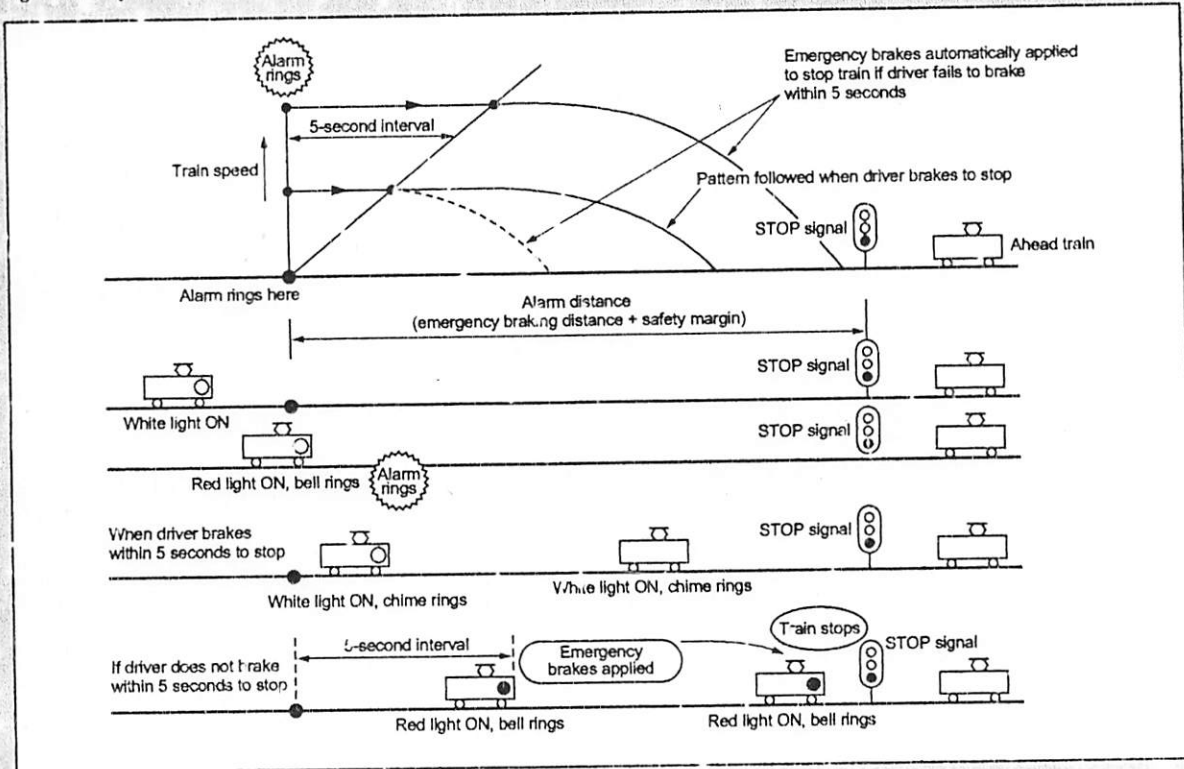 Alarm
rings
Emergency brakes automatically applied
to stop train if driver fails to brake
within 5 seconds
5-second interval
Train speed
Pattern followed when driver brakes to stop
STOP signal
Ahead train
Alarm rings here
Alarm distance
(emergency braking distance + safety margin)
STOP signal
White light ON
STOP signal
Red light ON, bell rings
Alarm
rings
When driver brakes
within 5 seconds to stop
STOP signal
White light ON, chime rings
White light ON, chime rings
5-second interval
Train stops
STOP signal
If driver does not brake
within 5 seconds to stop
Emergency
brakes applied
Red light ON, bell rings
Red light ON, bell rings